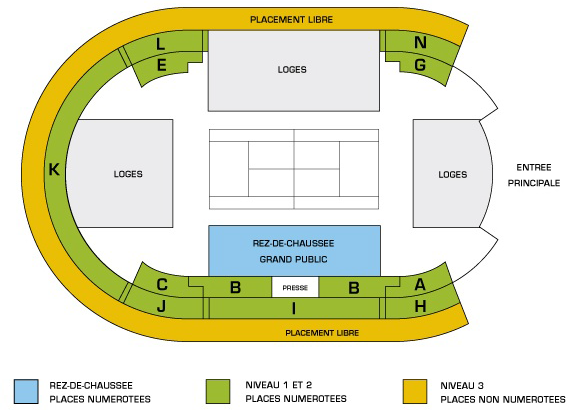 PLACEMENT LIBRE
L
N
E
G
LOGES
K
LOGES
LOGES
ENTREE
PRINCIPALE
REZ-DE-CHAUSSEE
GRAND PUBLIC
C
B
PRESSE
B
A
J
I
H
PLACEMENT LIBRE
REZ-DE-CHAUSSEE
PLACES NUMEROTEES
NIVEAU 1 ET 2
PLACES NUMEROTEES
NIVEAU 3
PLACES NON NUMEROTEES